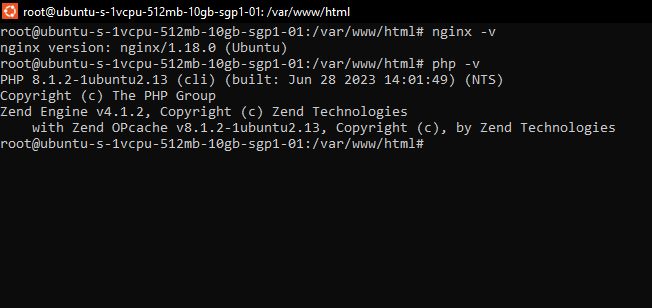 root@ubuntu-s-1vcpu-512mb-10gb-sgp1-01: /var/www/html
root@ubuntu-s-1vcpu-512mb-10gb-sgp1-01:/var/www/html# nginx -v
nginx version: nginx/1.18.0 (Ubuntu)
root@ubuntu-s-1vcpu-512mb-10gb-sgp1-01:/var/www/html# php -v
PHP 8.1.2-1ubuntu2.13 (cli) (built: Jun 28 2023 14:01:49) (NTS)
Copyright (c) The PHP Group
Zend Engine v4.1.2, Copyright (c) Zend Technologies
    with Zend OPcache v8.1.2-1ubuntu2.13, Copyright (c), by Zend Technologies
root@ubuntu-s-1vcpu-512mb-10gb-sgp1-01:/var/www/html#